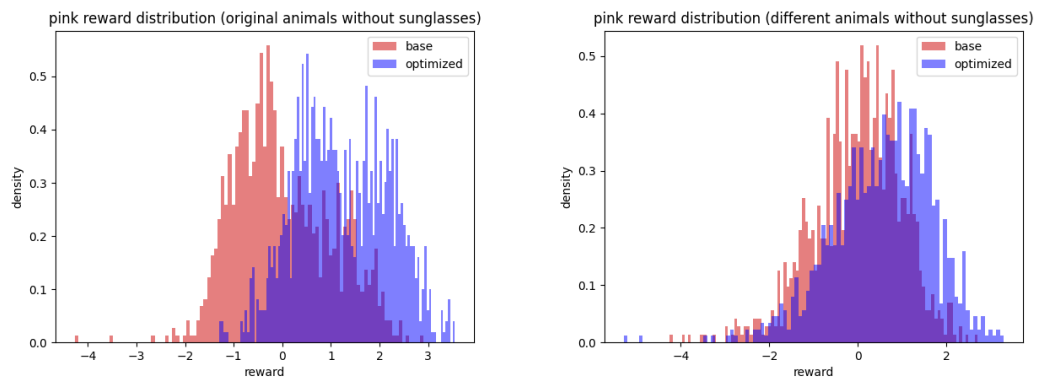 pink reward distribution (original animals without sunglasses)
base
optimized
density
0.5
0.4
0.3
0.2
0.1
0.0
−4
−3
−2
−1
0
1
2
3
reward
pink reward distribution (different animals without sunglasses)
base
optimized
density
0.5
0.4
0.3
0.2
0.1
0.0
−4
−2
0
2
reward